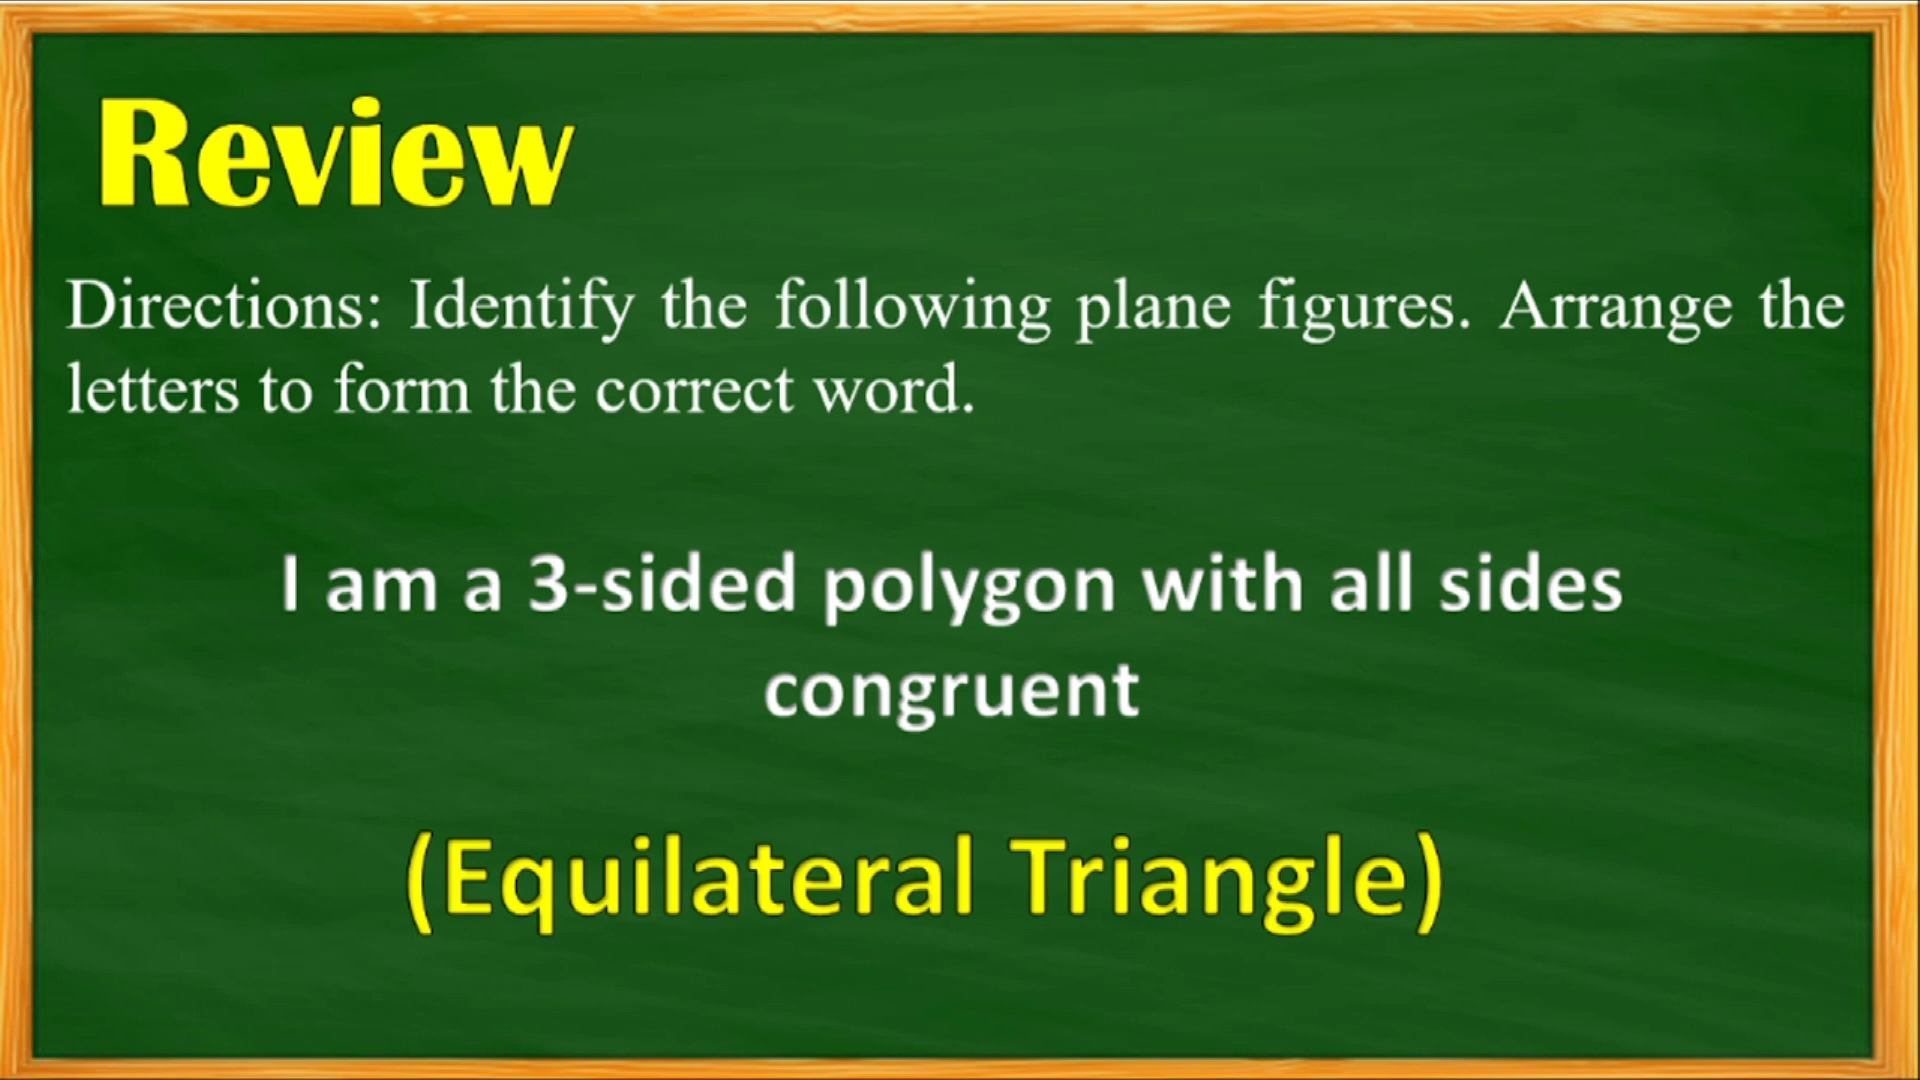 Review
Directions: Identify the following plane figures. Arrange the
letters to form the correct word.
I am a 3-sided polygon with all sides
congruent
(Equilateral Triangle)